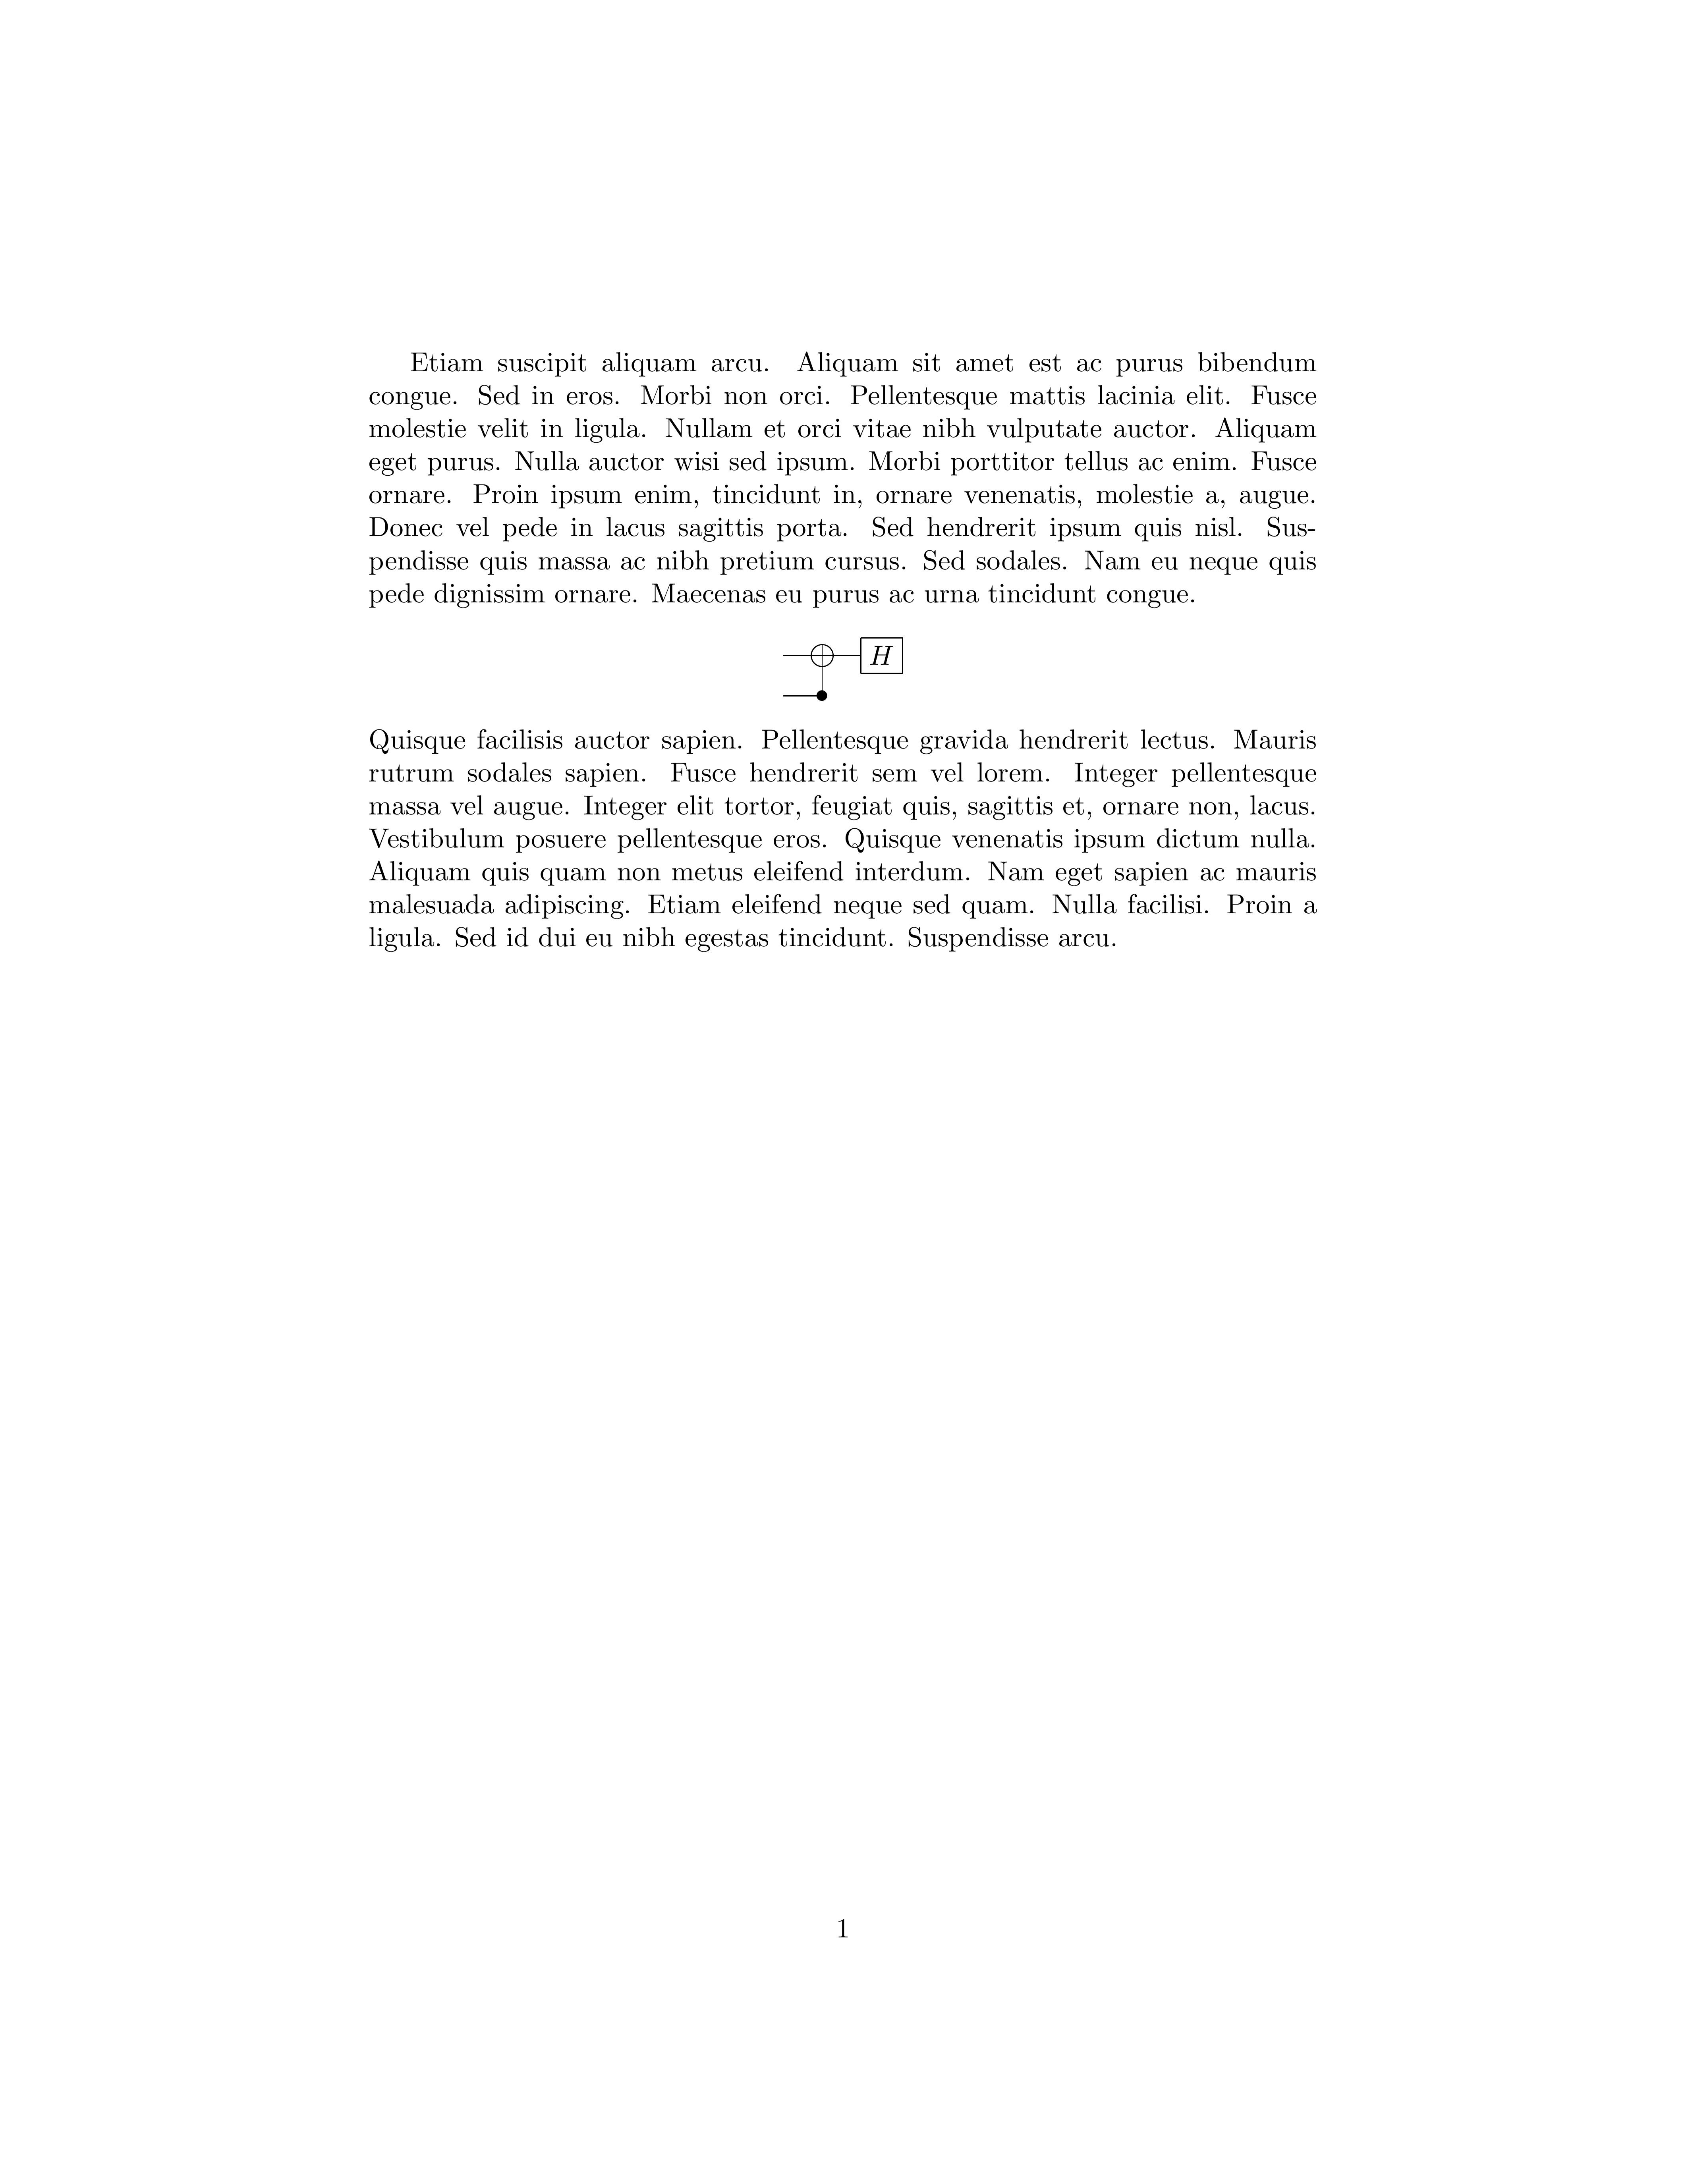 Etiam suscipit aliquam arcu. Aliquam sit amet est ac purus bibendum
congue. Sed in eros. Morbi non orci. Pellentesque mattis lacinia elit. Fusce
molestie velit in ligula. Nullam et orci vitae nibh vulputate auctor. Aliquam
eget purus. Nulla auctor wisi sed ipsum. Morbi porttitor tellus ac enim. Fusce
ornare. Proin ipsum enim, tincidunt in, ornare venenatis, molestie a, augue.
Donec vel pede in lacus sagittis porta. Sed hendrerit ipsum quis nisl. Sus-
pendisse quis massa ac nibh pretium cursus. Sed sodales. Nam eu neque quis
pede dignissim ornare. Maecenas eu purus ac urna tincidunt congue.
H
Quisque facilisis auctor sapien. Pellentesque gravida hendrerit lectus. Mauris
rutrum sodales sapien. Fusce hendrerit sem vel lorem. Integer pellentesque
massa vel augue. Integer elit tortor, feugiat quis, sagittis et, ornare non, lacus.
Vestibulum posuere pellentesque eros. Quisque venenatis ipsum dictum nulla.
Aliquam quis quam non metus eleifend interdum. Nam eget sapien ac mauris
malesuada adipiscing. Etiam eleifend neque sed quam. Nulla facilisi. Proin a
ligula. Sed id dui eu nibh egestas tincidunt. Suspendisse arcu.
1